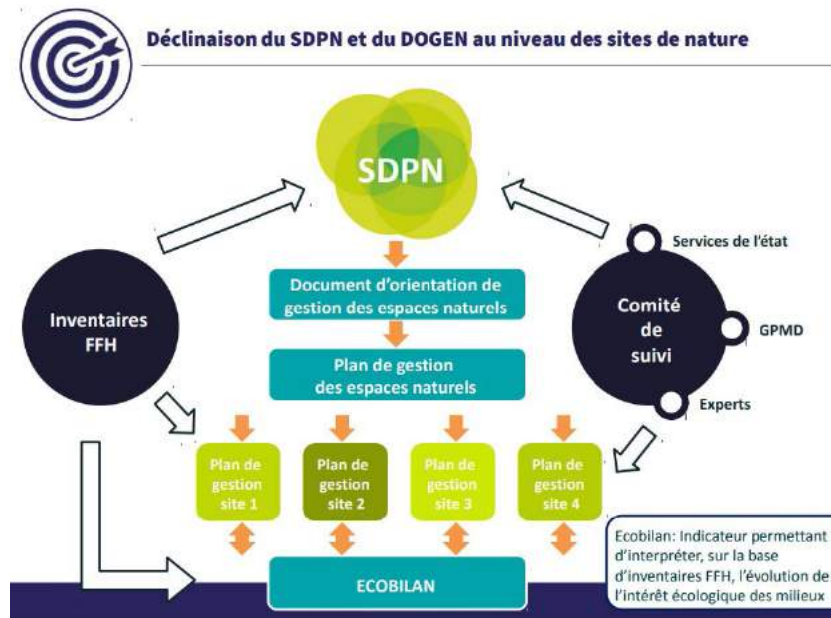 Déclinaison du SDPN et du DOGEN au niveau des sites de nature
SDPN
Services de l'état
Document d'orientation de
gestion des espaces naturels
Inventaires
FFH
Comité
de
suivi
GPMD
Plan de gestion
des espaces naturels
Experts
Plan de
gestion
site 1
Plan de
gestion
site 2
Plan de
gestion
site 3
Plan de
gestion
site 4
Ecobilan: Indicateur permettant
d'interpréter, sur la base
d'inventaires FFH, l'évolution de
l'intérêt écologique des milieux
ECOBILAN